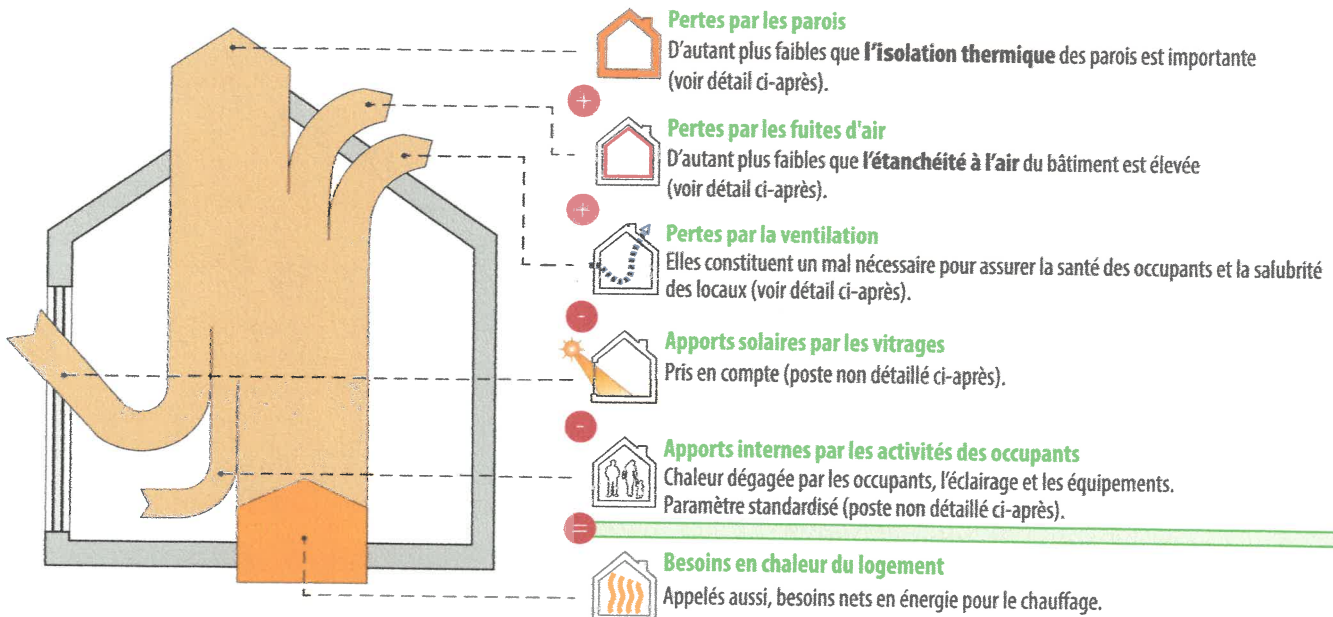 Pertes par les parois
D'autant plus faibles que l'isolation thermique des parois est importante
(voir détail ci-après).
+
Pertes par les fuites d'air
D'autant plus faibles que l'étanchéité à l'air du bâtiment est élevée
(voir détail ci-après).
+
Pertes par la ventilation
Elles constituent un mal nécessaire pour assurer la santé des occupants et la salubrité
des locaux (voir détail ci-après).
-
Apports solaires par les vitrages
Pris en compte (poste non détaillé ci-après).
-
Apports internes par les activités des occupants
Chaleur dégagée par les occupants, l'éclairage et les équipements.
Paramètre standardisé (poste non détaillé ci-après).
=
Besoins en chaleur du logement
Appelés aussi, besoins nets en énergie pour le chauffage.